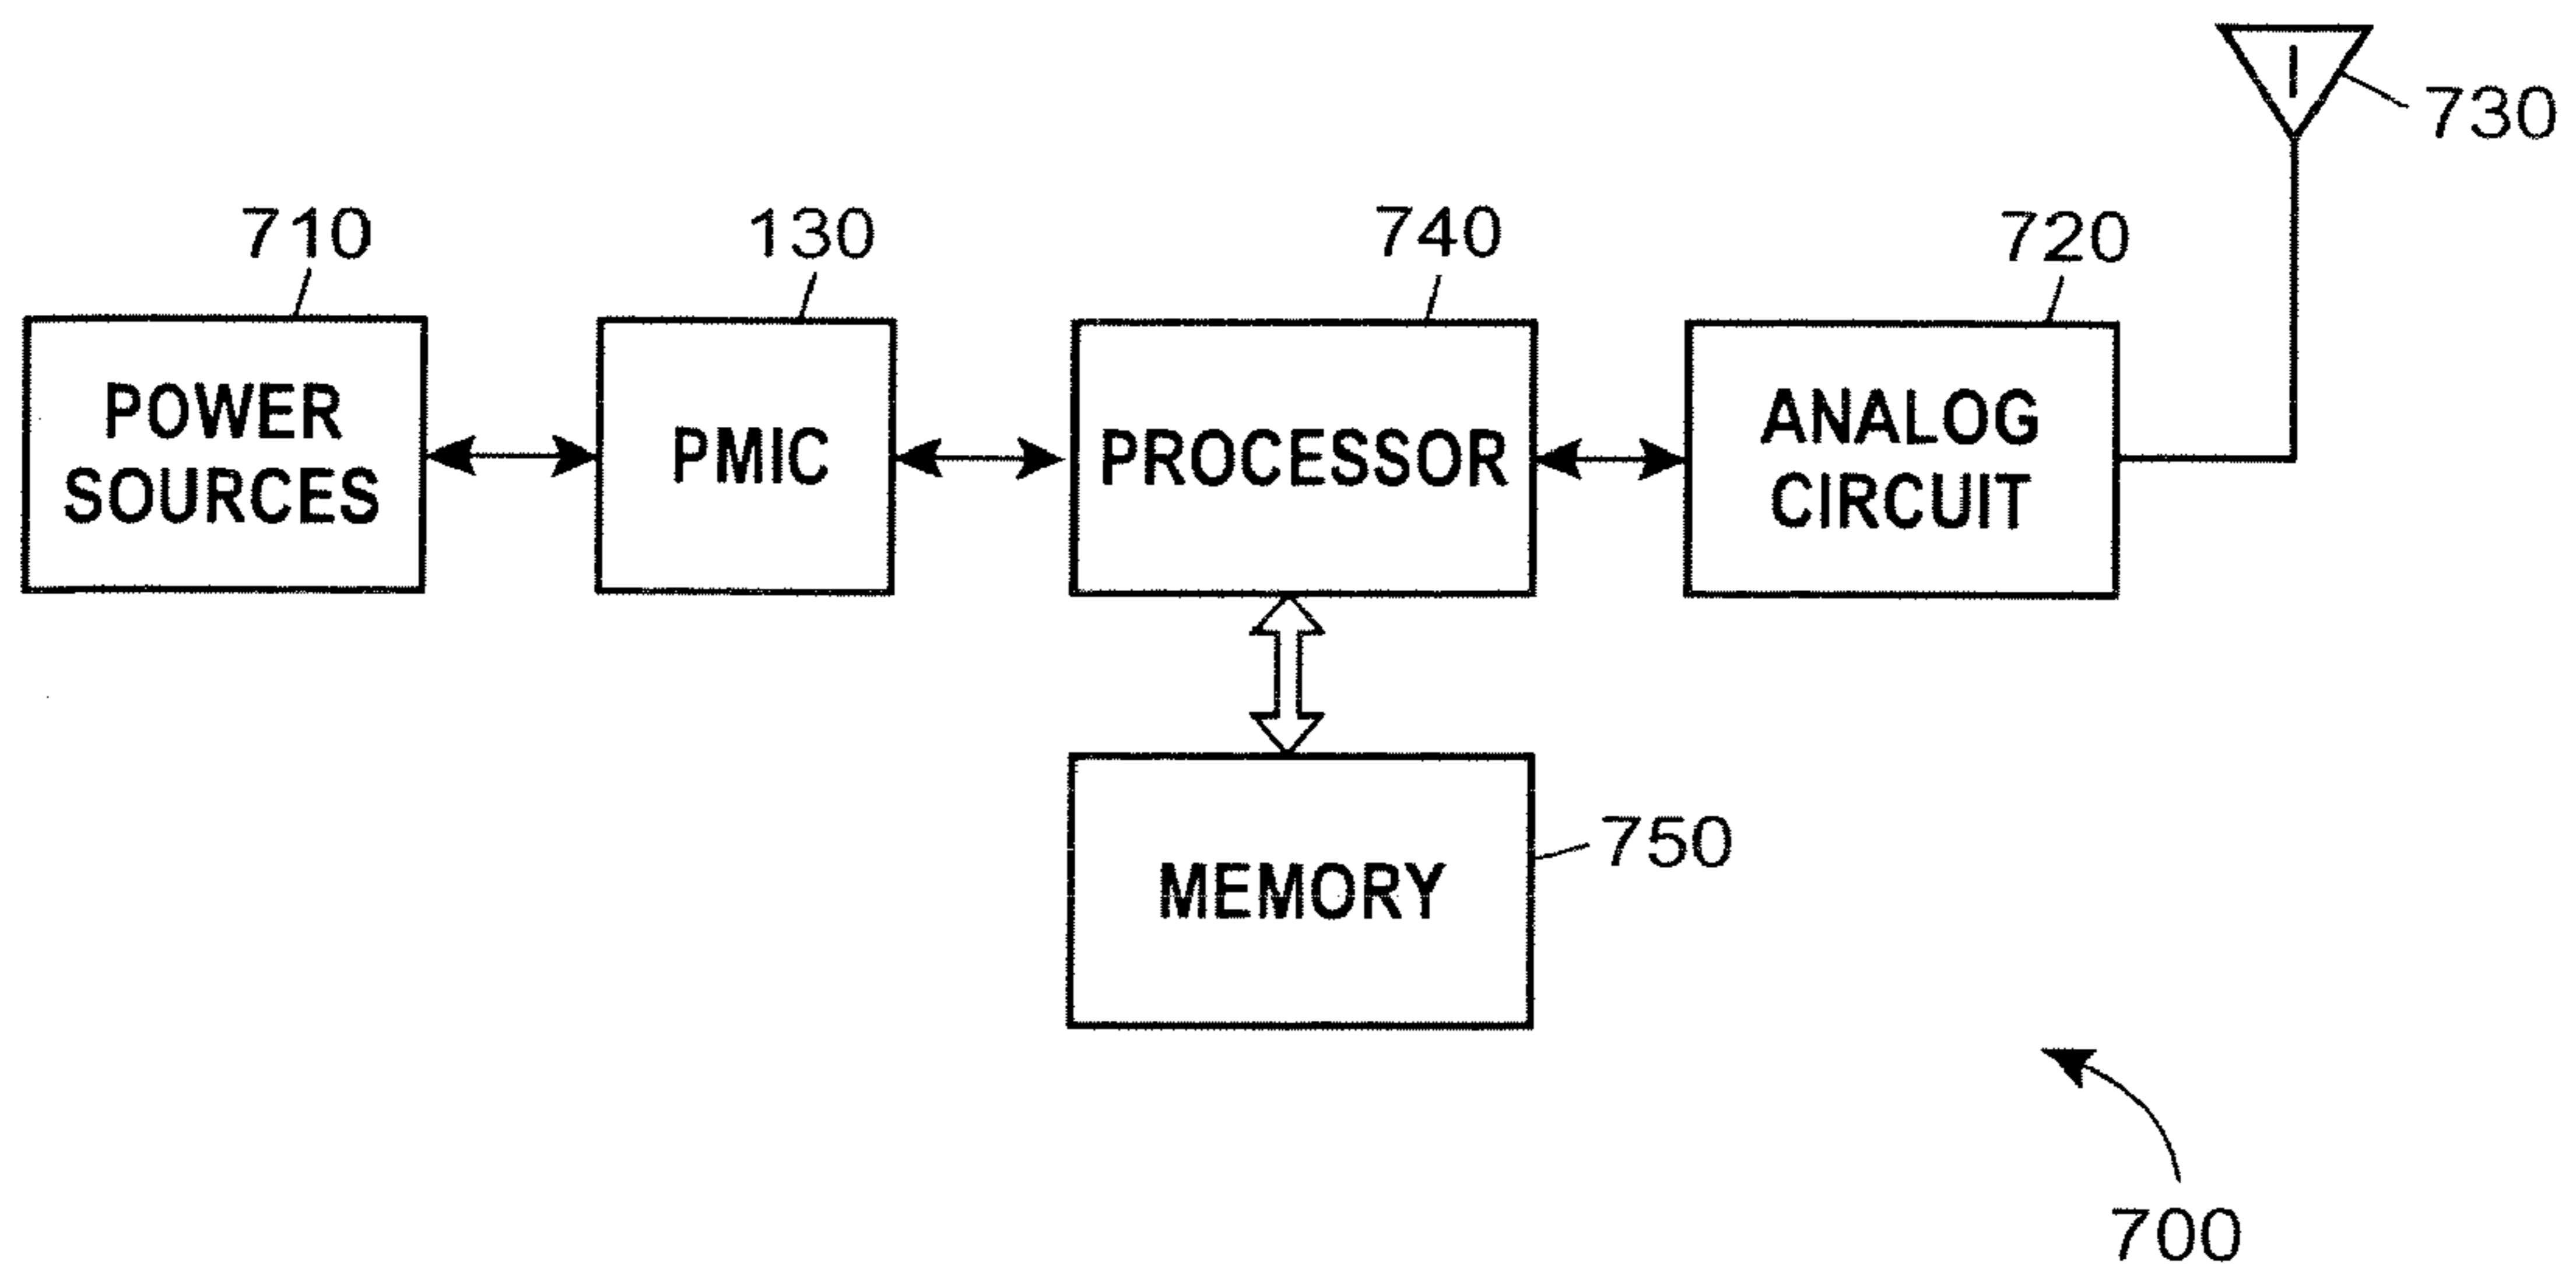 730
710
130
740
720
POWER
SOURCES
PMIC
PROCESSOR
ANALOG
CIRCUIT
MEMORY
750
700